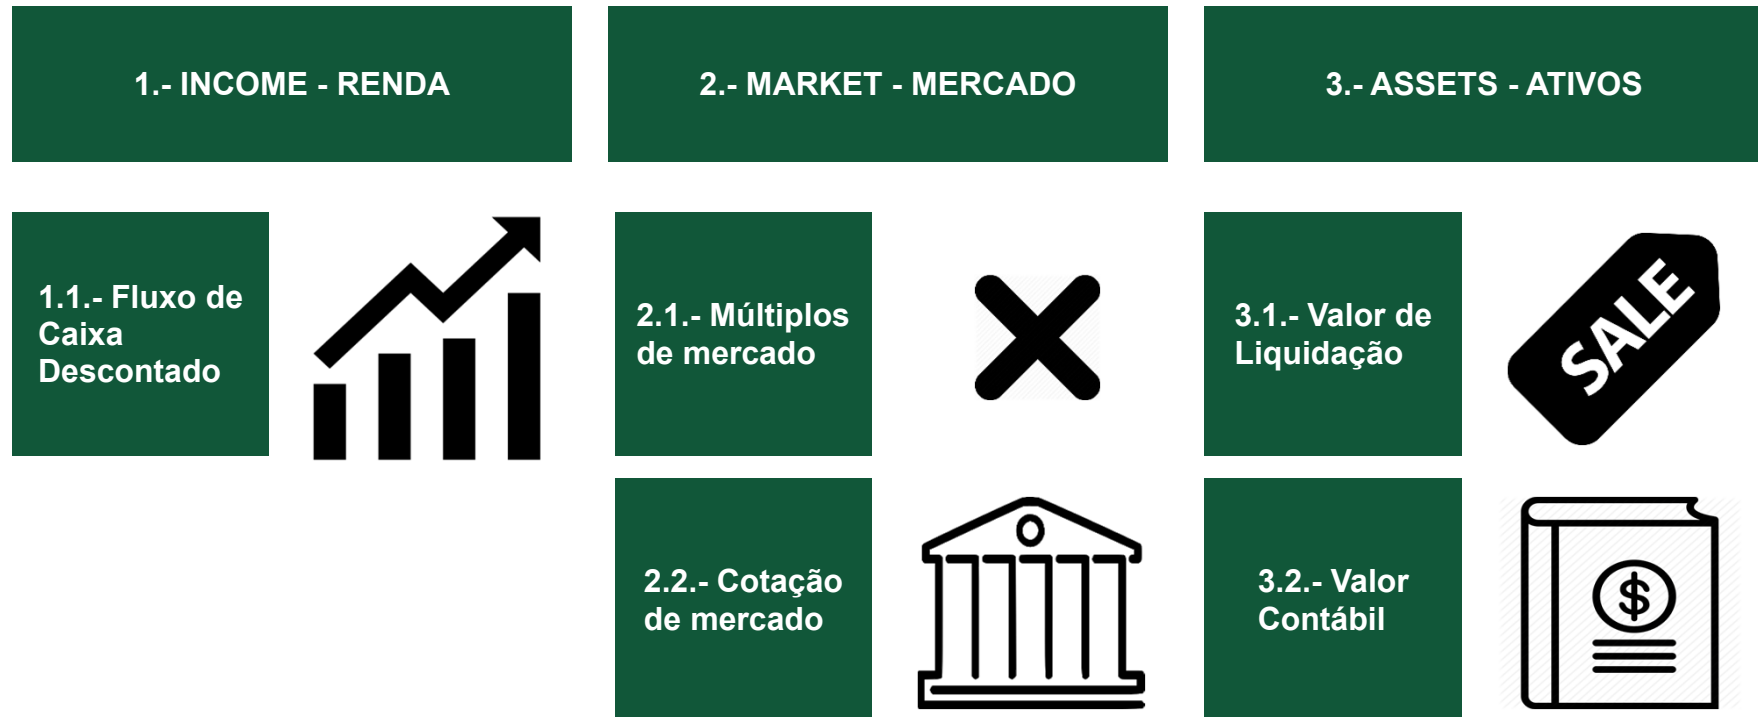 1.- INCOME - RENDA
2.- MARKET - MERCADO
3.- ASSETS - ATIVOS
1.1.- Fluxo de
Caixa
Descontado
2.1.- Múltiplos
de mercado
3.1.- Valor de
Liquidação
SALE
2.2.- Cotação
de mercado
3.2.- Valor
Contábil
$